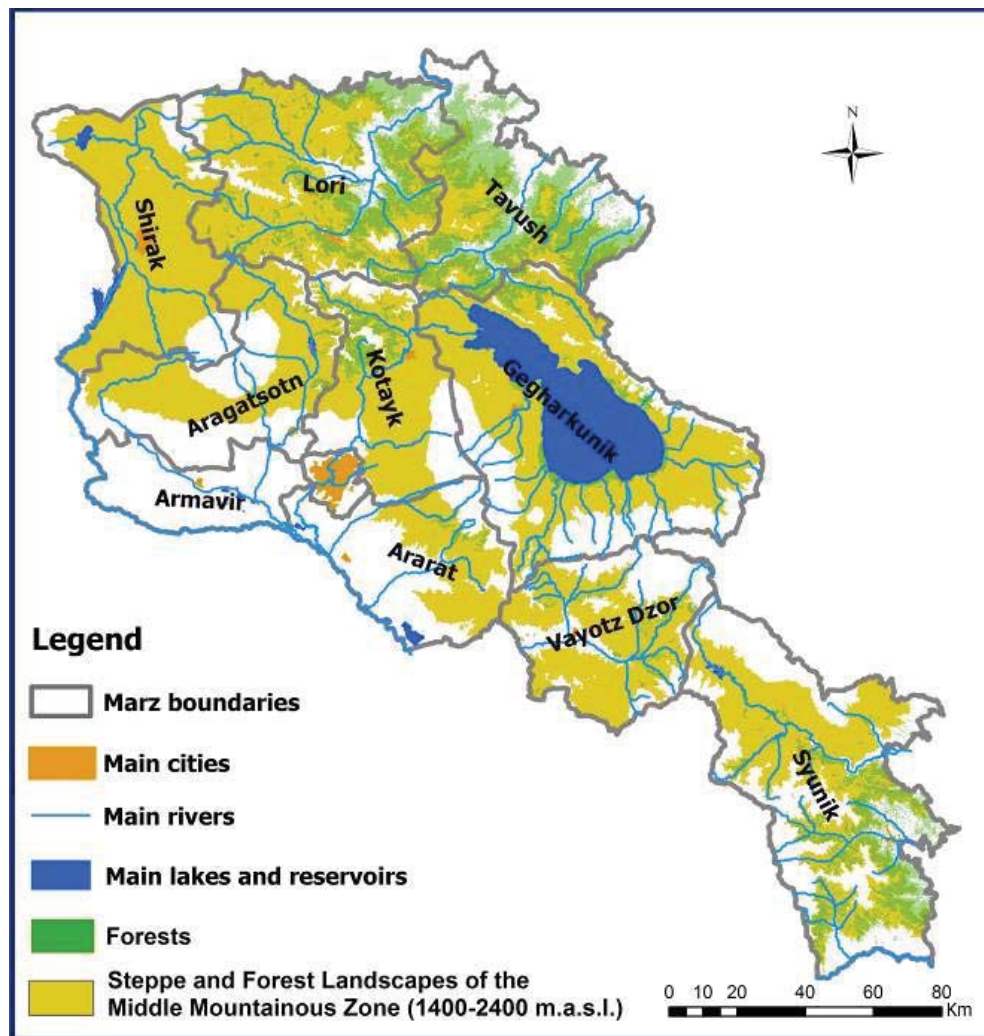 N
Lori
Tavush
Shirak
Kotayk
Gegharkunik
Aragatsotn
Armavir
Ararat
Vayotz Dzor
Syunik
Legend
Marz boundaries
Main cities
Main rivers
Main lakes and reservoirs
Forests
Steppe and Forest Landscapes of the
Middle Mountainous Zone (1400-2400 m.a.s.l.)
0 10 20 40 60 80
Km